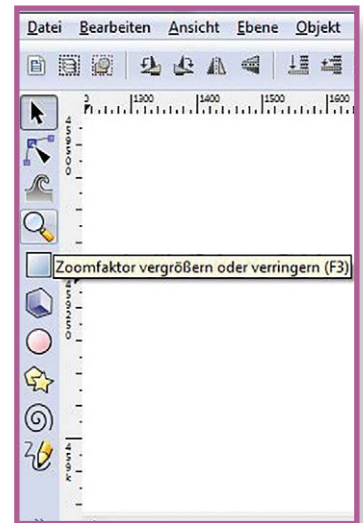 Datei Bearbeiten Ansicht Ebene Objekt
1300 1400 1500 1600
Zoomfaktor vergrößern oder verringern (F3)